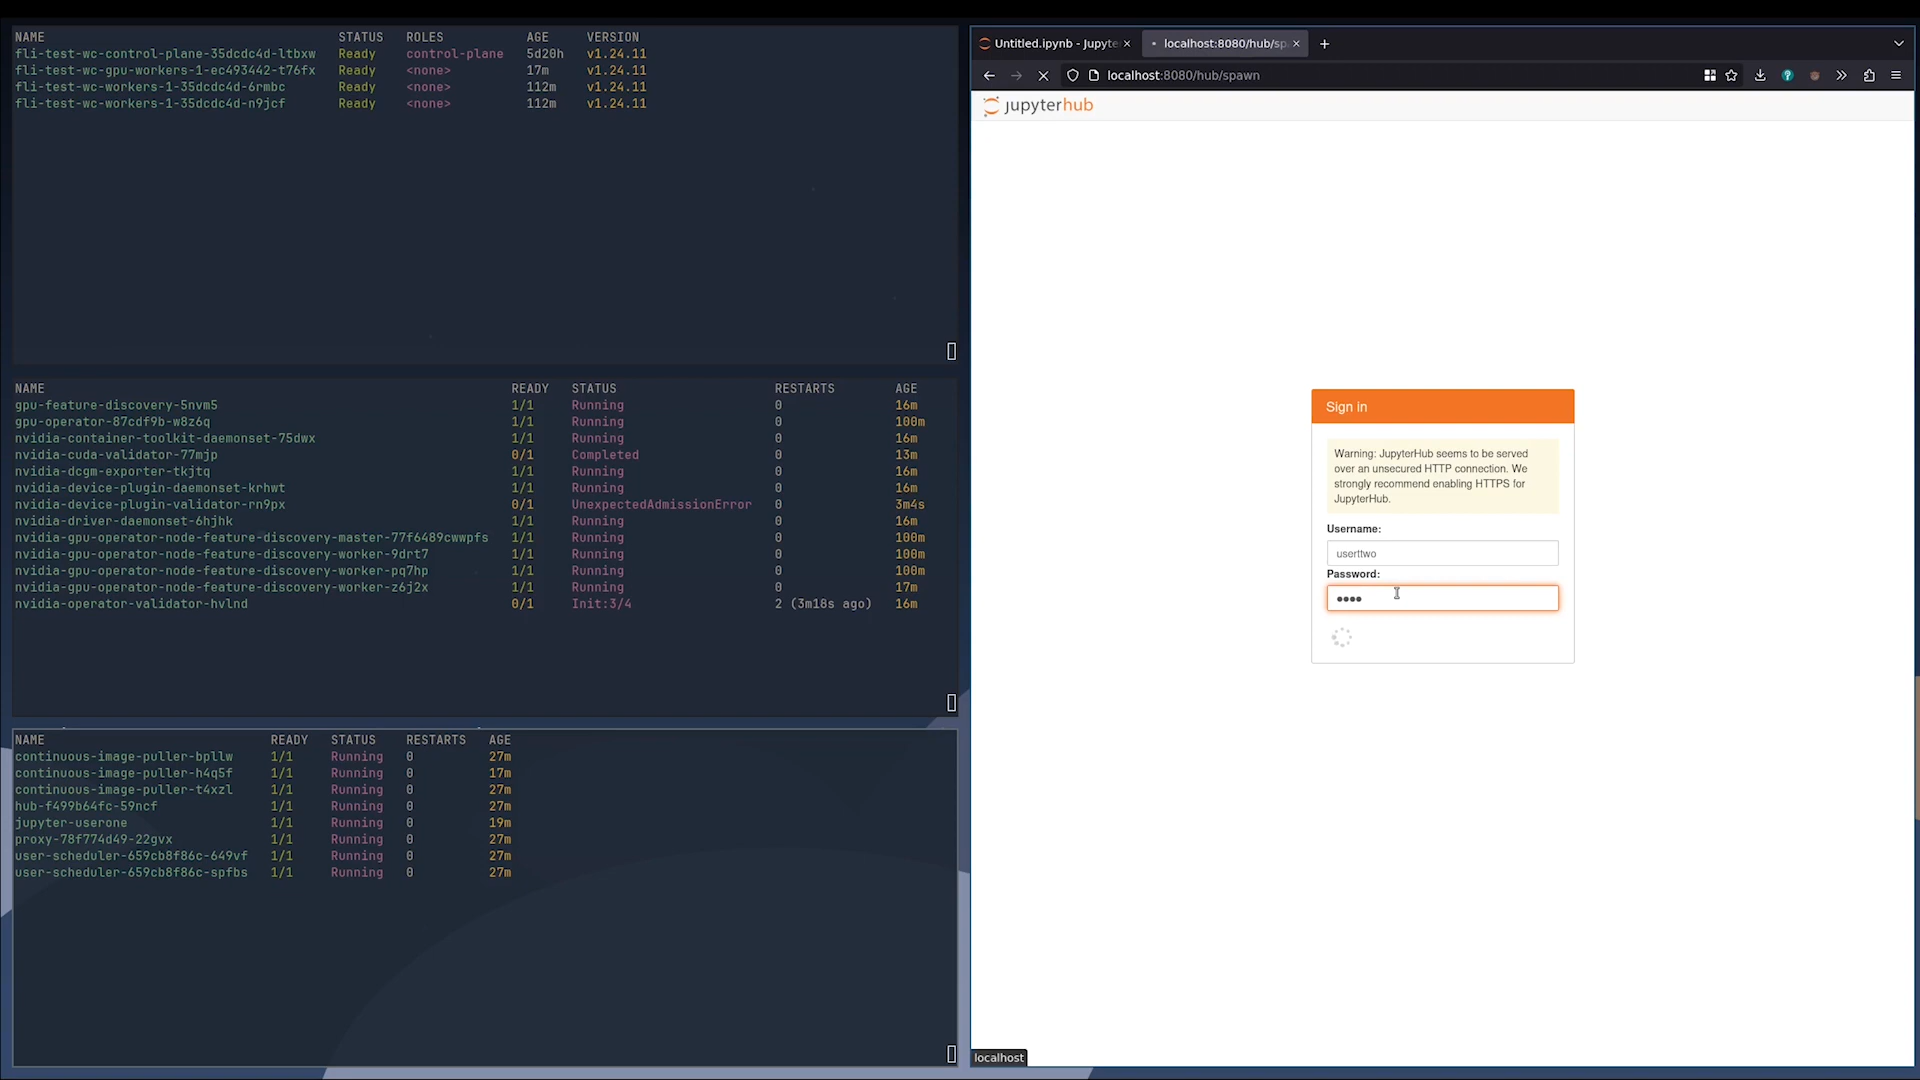 NAME STATUS ROLES AGE VERSION
fli-test-wc-control-plane-35dcdc4d-ltbxw Ready control-plane 5d20h v1.24.11
fli-test-wc-gpu-workers-1-ec493442-t76fx Ready <none> 17m v1.24.11
fli-test-wc-workers-1-35dcdc4d-6rmbc Ready <none> 112m v1.24.11
fli-test-wc-workers-1-35dcdc4d-n9jcf Ready <none> 112m v1.24.11
NAME READY STATUS RESTARTS AGE
gpu-feature-discovery-5nvm5 1/1 Running 0 16m
gpu-operator-87cdf9b-w8z6q 1/1 Running 0 100m
nvidia-container-toolkit-daemonset-75dwx 1/1 Running 0 16m
nvidia-cuda-validator-77mjp 0/1 Completed 0 13m
nvidia-dcgm-exporter-tkjtq 1/1 Running 0 16m
nvidia-device-plugin-daemonset-krhwt 1/1 Running 0 16m
nvidia-device-plugin-validator-rn9px 0/1 UnexpectedAdmissionError 0 3m4s
nvidia-driver-daemonset-6hjhk 1/1 Running 0 16m
nvidia-gpu-operator-node-feature-discovery-master-77f6489cwwpfs 1/1 Running 0 100m
nvidia-gpu-operator-node-feature-discovery-worker-9drt7 1/1 Running 0 100m
nvidia-gpu-operator-node-feature-discovery-worker-pq7hp 1/1 Running 0 100m
nvidia-gpu-operator-node-feature-discovery-worker-z6j2x 1/1 Running 0 17m
nvidia-operator-validator-hvlnd 0/1 Init:3/4 2 (3m18s ago) 16m
NAME READY STATUS RESTARTS AGE
continuous-image-puller-bpllw 1/1 Running 0 27m
continuous-image-puller-h4q5f 1/1 Running 0 17m
continuous-image-puller-t4xzl 1/1 Running 0 27m
hub-f499b64fc-59ncf 1/1 Running 0 27m
jupyter-userone 1/1 Running 0 19m
proxy-78f774d49-22gvx 1/1 Running 0 27m
user-scheduler-659cb8f86c-649vf 1/1 Running 0 27m
user-scheduler-659cb8f86c-spfbs 1/1 Running 0 27m
Untitled.ipynb - Jupyte localhost:8080/hub/sp
localhost:8080/hub/spawn
jupyterhub
Sign in
Warning: JupyterHub seems to be served
over an unsecured HTTP connection. We
strongly recommend enabling HTTPS for
JupyterHub.
Username:
userttwo
Password:
••••
localhost